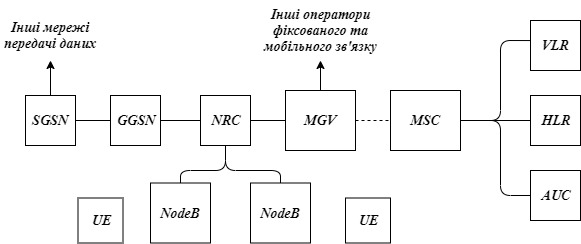 Інші мережі
передачі даних
Інші оператори
фіксованого та
мобільного зв'язку
VLR
SGSN
GGSN
NRC
MGV
MSC
HLR
AUC
UE
NodeB
NodeB
UE